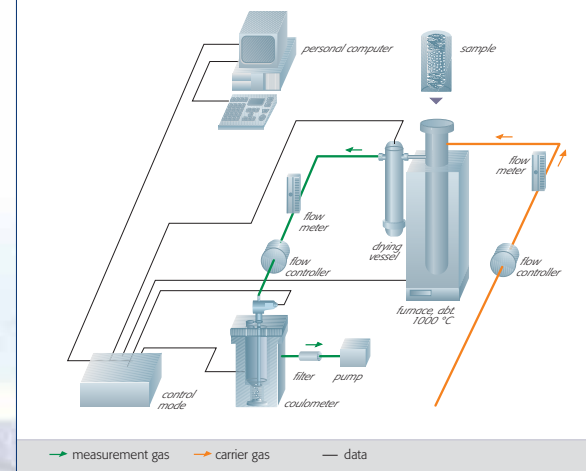 personal computer
sample
flow
meter
flow
meter
drying
vessel
flow
controller
flow
controller
furnace, abt.
1000 °C
filter
pump
control
mode
coulometer
measurement gas
carrier gas
data